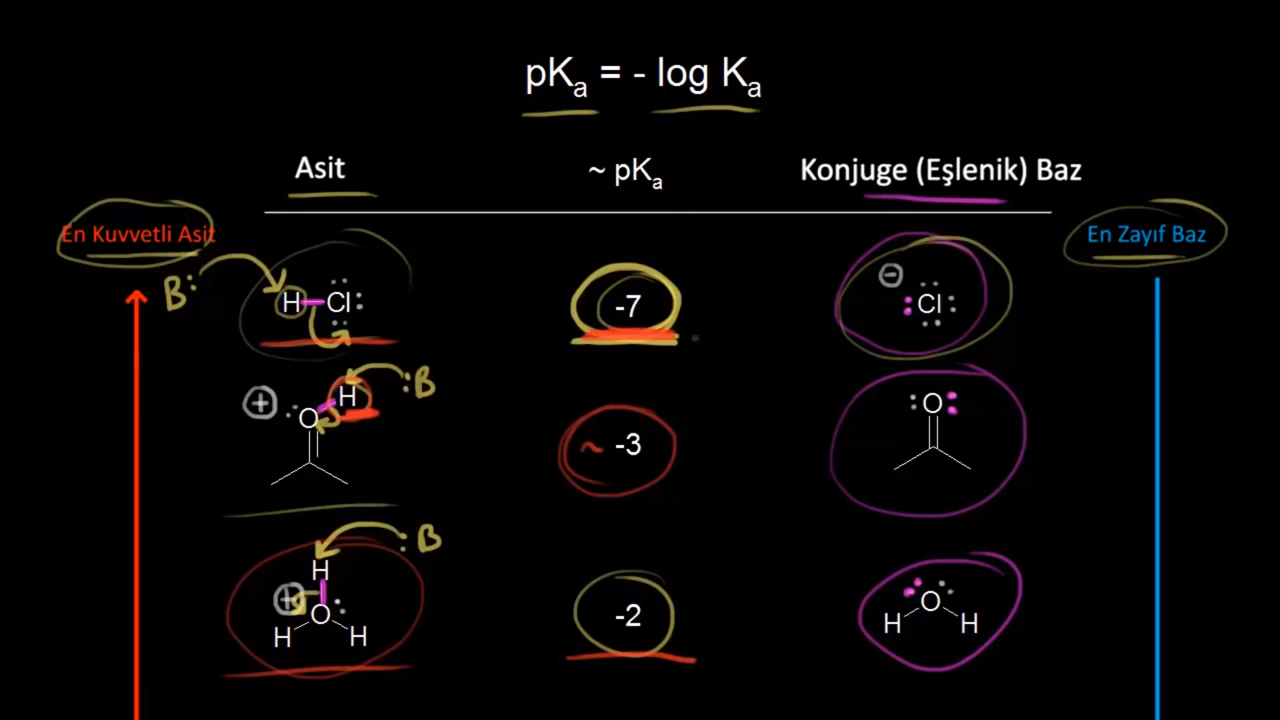 pKa = - log Ka
Asit ~ pKa Konjuge (Eşlenik) Baz
En Kuvvetli Asit En Zayıf Baz
B:
H Cl -7 ⊖ Cl
H :B
⊕ O ~ -3 O
:B
H
⊕ O -2 O
H H H H